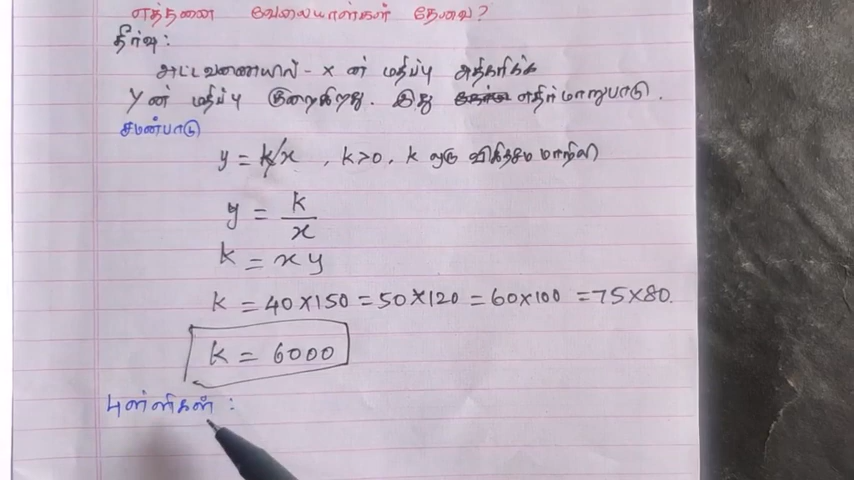 எத்தனை வேலையாள்கள் தேவை?
தீர்வு:
அட்டவணையில் - x ன் மதிப்பு அதிகரிக்க
y ன் மதிப்பு குறைகிறது. இது எதிர் மாறுபாடு.
சமன்பாடு
y = k/x , k>0, k ஒரு விகிதசம மாறிலி
y = k/x
k = xy
k = 40×150 = 50×120 = 60×100 = 75×80.
k = 6000
புள்ளிகள் :